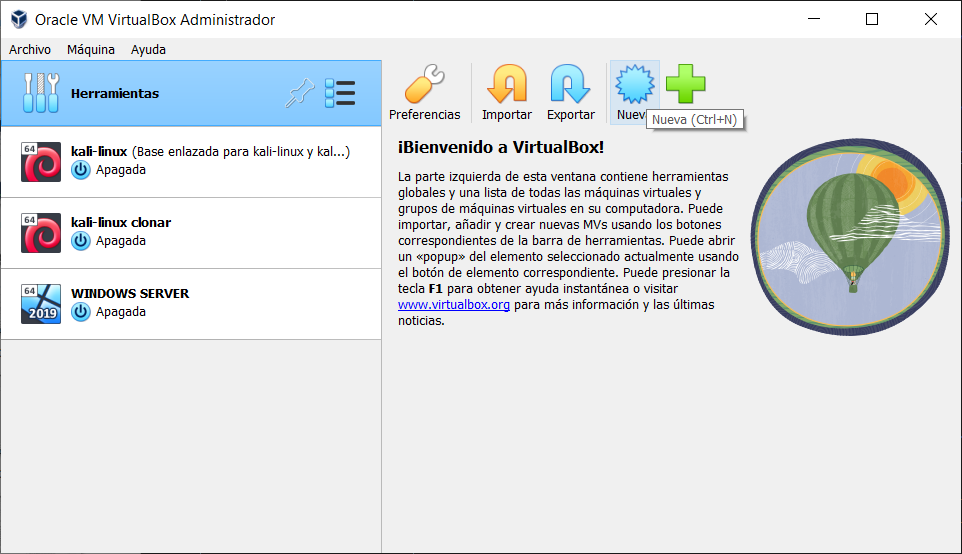 Oracle VM VirtualBox Administrador
Archivo Máquina Ayuda
Herramientas
64
kali-linux (Base enlazada para kali-linux y kal...)
Apagada
64
kali-linux clonar
Apagada
64
2019
WINDOWS SERVER
Apagada
Preferencias Importar Exportar Nuev
Nueva (Ctrl+N)
¡Bienvenido a VirtualBox!
La parte izquierda de esta ventana contiene herramientas
globales y una lista de todas las máquinas virtuales y
grupos de máquinas virtuales en su computadora. Puede
importar, añadir y crear nuevas MVs usando los botones
correspondientes de la barra de herramientas. Puede abrir
un «popup» del elemento seleccionado actualmente usando
el botón de elemento correspondiente. Puede presionar la
tecla F1 para obtener ayuda instantánea o visitar
www.virtualbox.org para más información y las últimas
noticias.